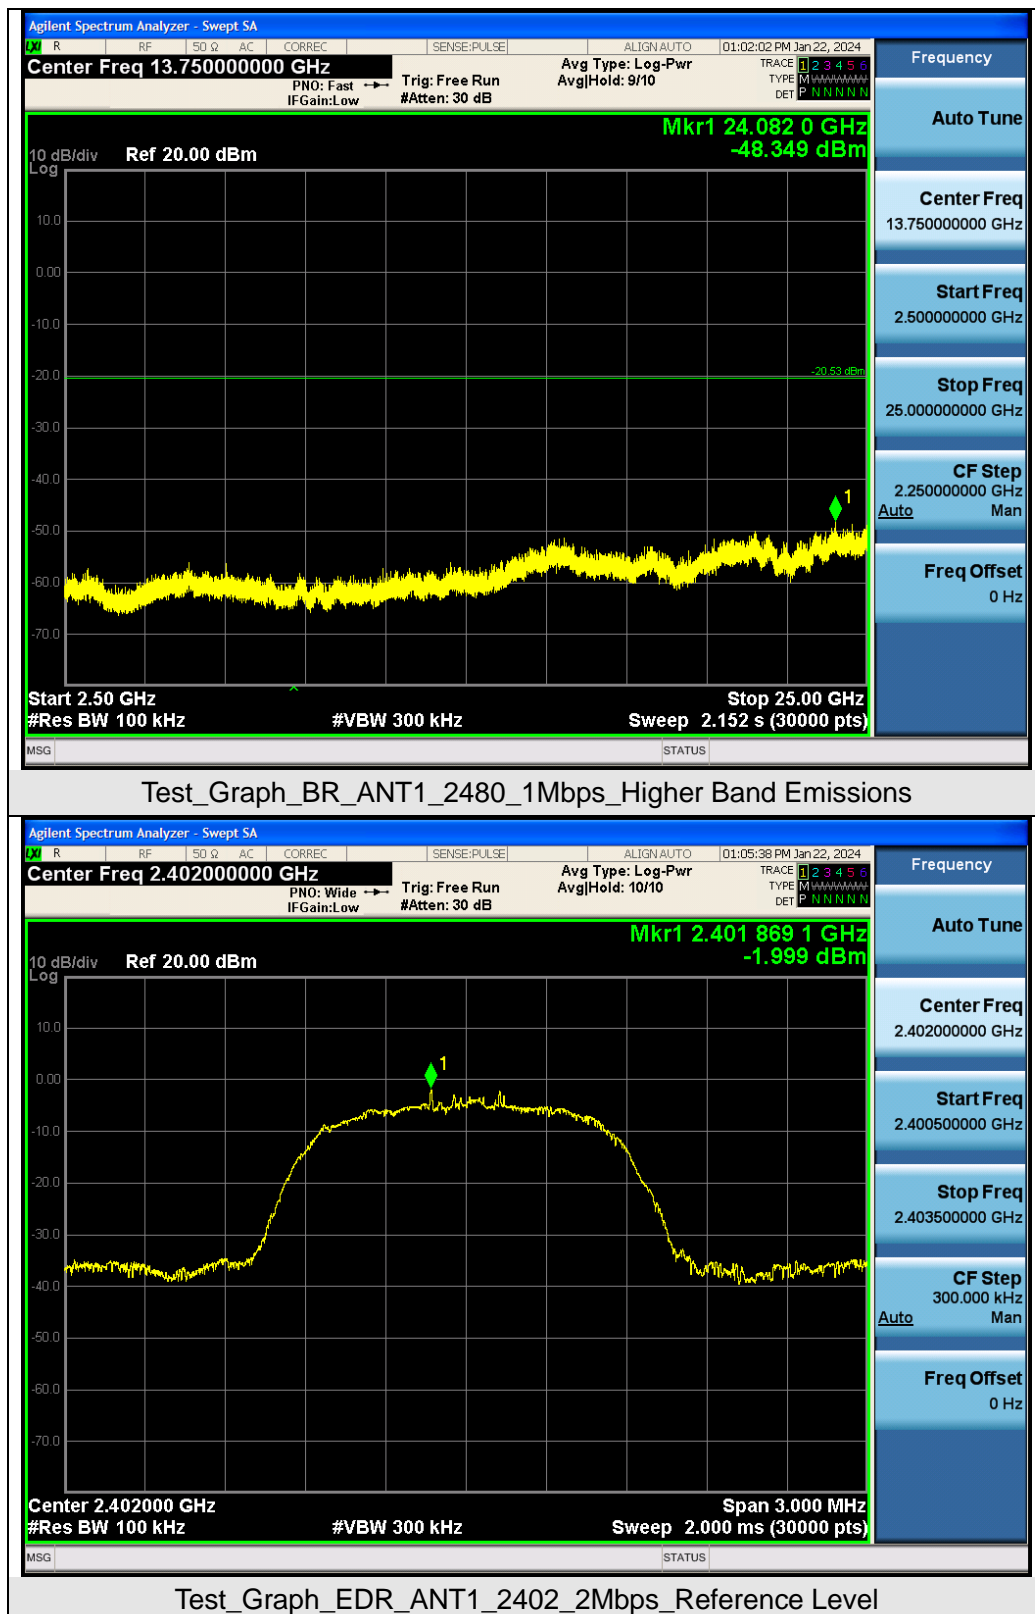 Agilent Spectrum Analyzer - Swept SA
LXI R RF 50 Ω AC CORREC SENSE:PULSE ALIGN AUTO 01:02:02 PM Jan 22, 2024
Center Freq 13.750000000 GHz
PNO: Fast
IFGain:Low
Trig: Free Run
#Atten: 30 dB
Avg Type: Log-Pwr
Avg|Hold: 9/10
TRACE 1 2 3 4 5 6
TYPE M WWWWW
DET P N N N N N
Mkr1 24.082 0 GHz
-48.349 dBm
10 dB/div Ref 20.00 dBm
Log
10.0
0.00
-10.0
-20.0
-20.53 dBm
-30.0
-40.0
1
-50.0
-60.0
-70.0
Start 2.50 GHz Stop 25.00 GHz
#Res BW 100 kHz #VBW 300 kHz Sweep 2.152 s (30000 pts)
MSG STATUS
Frequency
Auto Tune
Center Freq
13.750000000 GHz
Start Freq
2.500000000 GHz
Stop Freq
25.000000000 GHz
CF Step
2.250000000 GHz
Auto Man
Freq Offset
0 Hz
Test_Graph_BR_ANT1_2480_1Mbps_Higher Band Emissions
Agilent Spectrum Analyzer - Swept SA
LXI R RF 50 Ω AC CORREC SENSE:PULSE ALIGN AUTO 01:05:38 PM Jan 22, 2024
Center Freq 2.402000000 GHz
PNO: Wide
IFGain:Low
Trig: Free Run
#Atten: 30 dB
Avg Type: Log-Pwr
Avg|Hold: 10/10
TRACE 1 2 3 4 5 6
TYPE M WWWWW
DET P N N N N N
Mkr1 2.401 869 1 GHz
-1.999 dBm
10 dB/div Ref 20.00 dBm
Log
10.0
0.00
1
-10.0
-20.0
-30.0
-40.0
-50.0
-60.0
-70.0
Center 2.402000 GHz Span 3.000 MHz
#Res BW 100 kHz #VBW 300 kHz Sweep 2.000 ms (30000 pts)
MSG STATUS
Frequency
Auto Tune
Center Freq
2.402000000 GHz
Start Freq
2.400500000 GHz
Stop Freq
2.403500000 GHz
CF Step
300.000 kHz
Auto Man
Freq Offset
0 Hz
Test_Graph_EDR_ANT1_2402_2Mbps_Reference Level